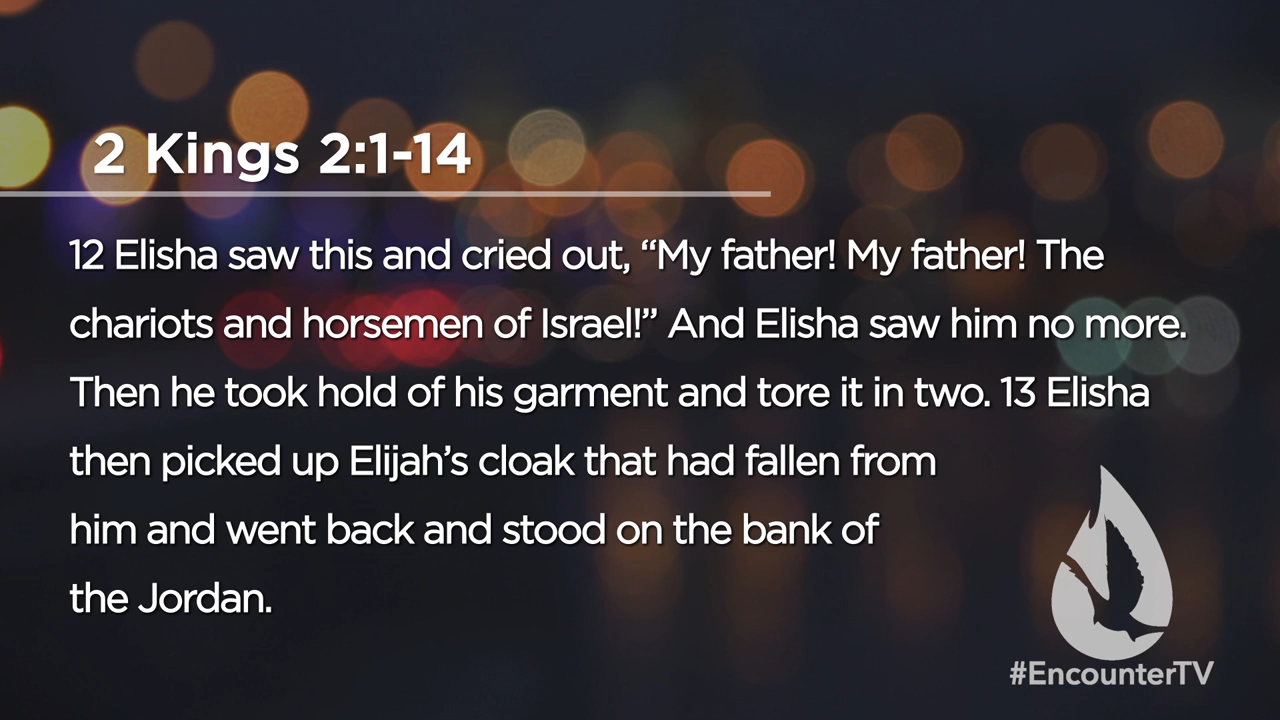 2 Kings 2:1-14
12 Elisha saw this and cried out, “My father! My father! The
chariots and horsemen of Israel!” And Elisha saw him no more.
Then he took hold of his garment and tore it in two. 13 Elisha
then picked up Elijah’s cloak that had fallen from
him and went back and stood on the bank of
the Jordan.
#EncounterTV